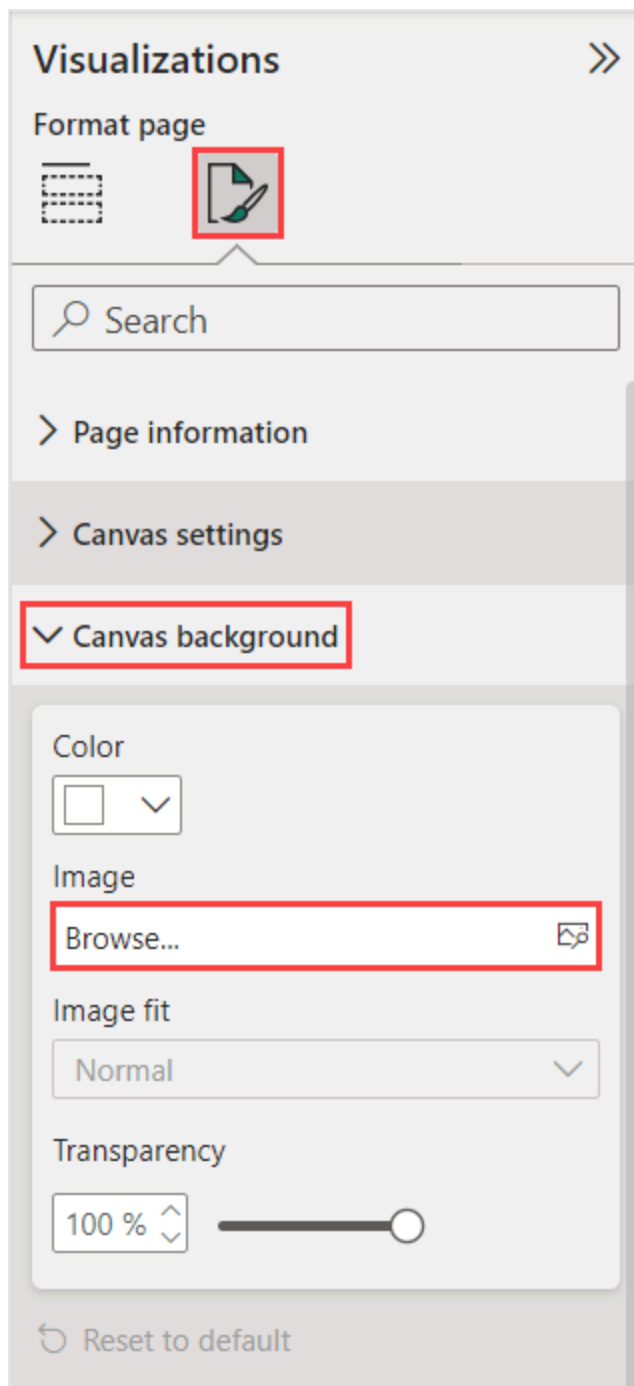 Visualizations
Format page
Search
Page information
Canvas settings
Canvas background
Color
Image
Browse...
Image fit
Normal
Transparency
100 %
Reset to default